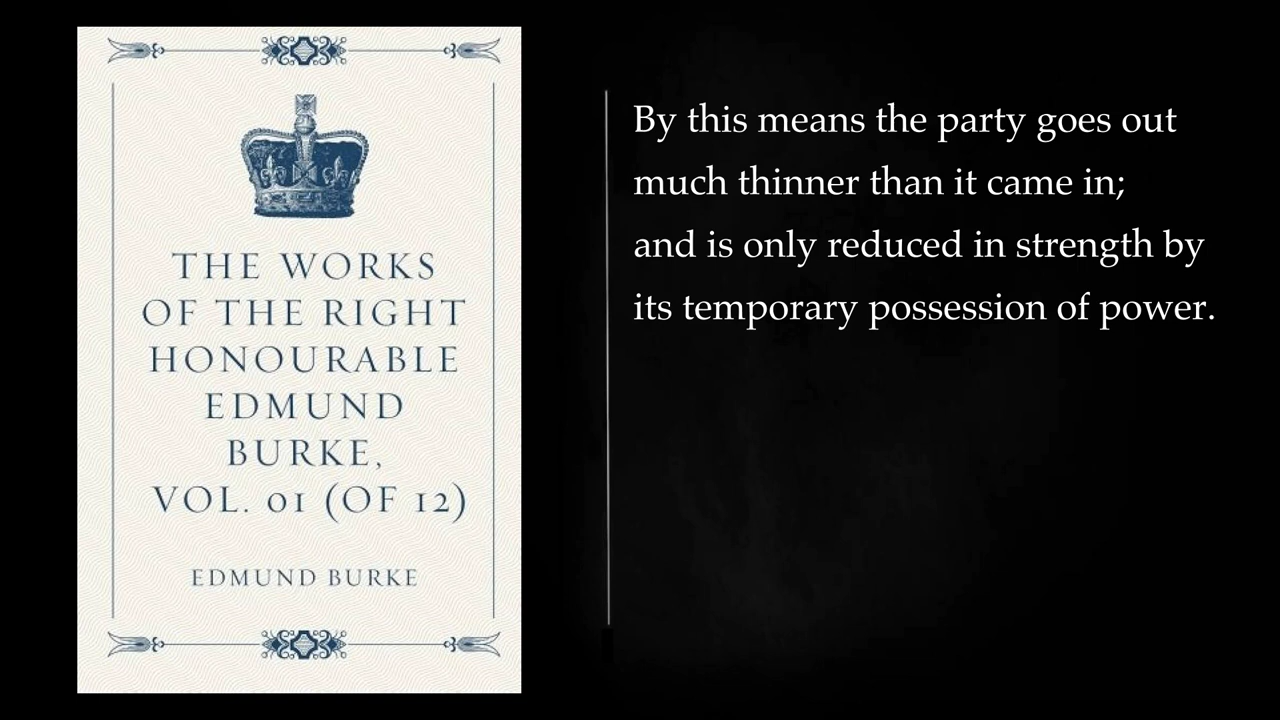 THE WORKS
OF THE RIGHT
HONOURABLE
EDMUND
BURKE,
VOL. 01 (OF 12)
EDMUND BURKE
By this means the party goes out
much thinner than it came in;
and is only reduced in strength by
its temporary possession of power.